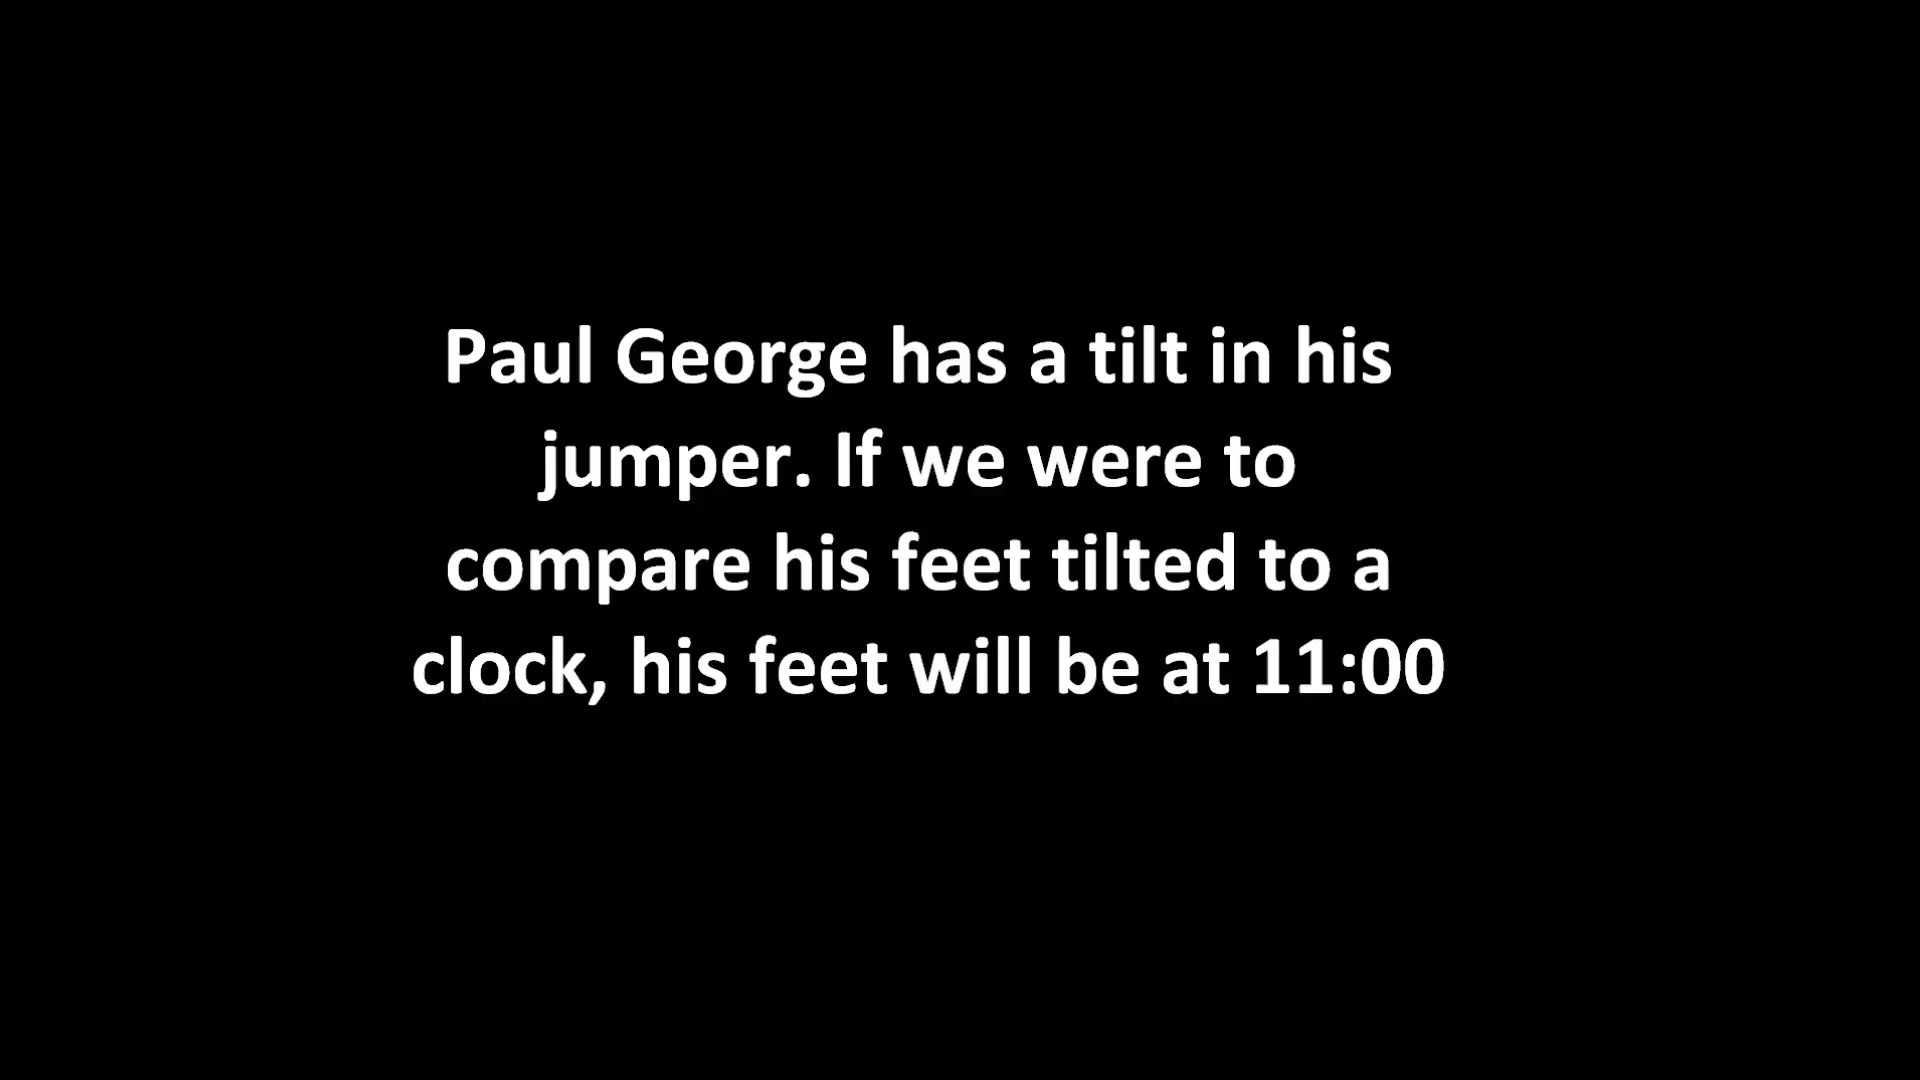 Paul George has a tilt in his
jumper. If we were to
compare his feet tilted to a
clock, his feet will be at 11:00